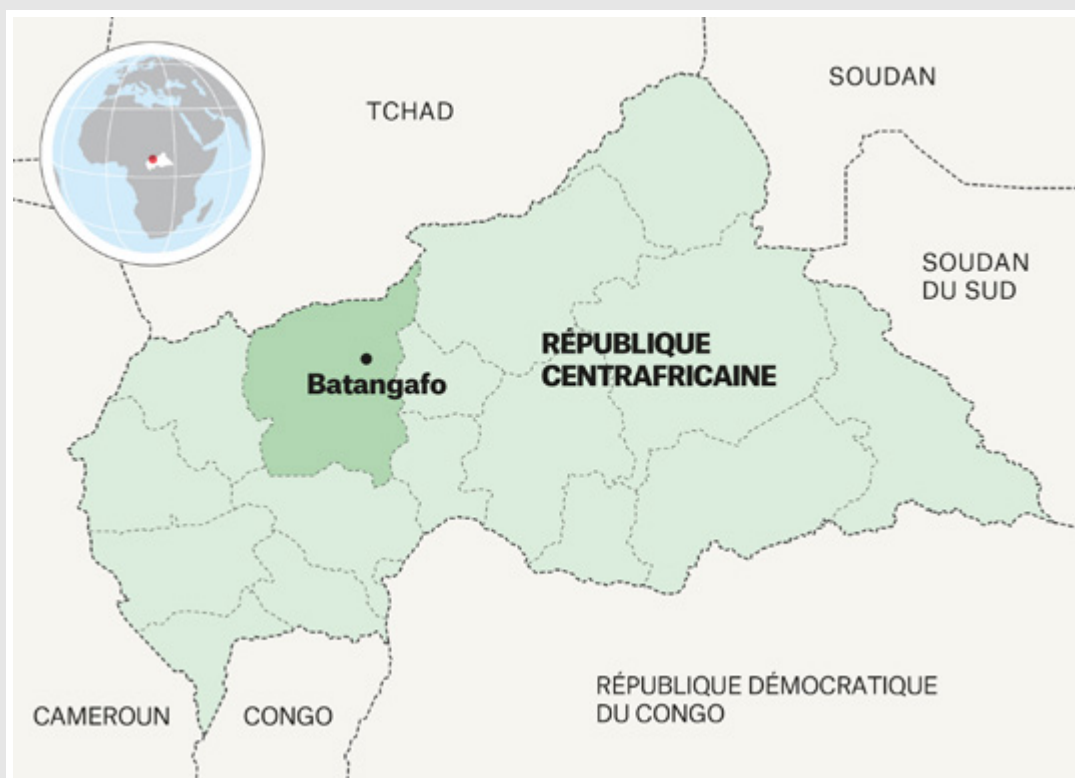 TCHAD
SOUDAN
SOUDAN
DU SUD
RÉPUBLIQUE
CENTRAFRICAINE
Batangafo
RÉPUBLIQUE DÉMOCRATIQUE
DU CONGO
CAMEROUN
CONGO